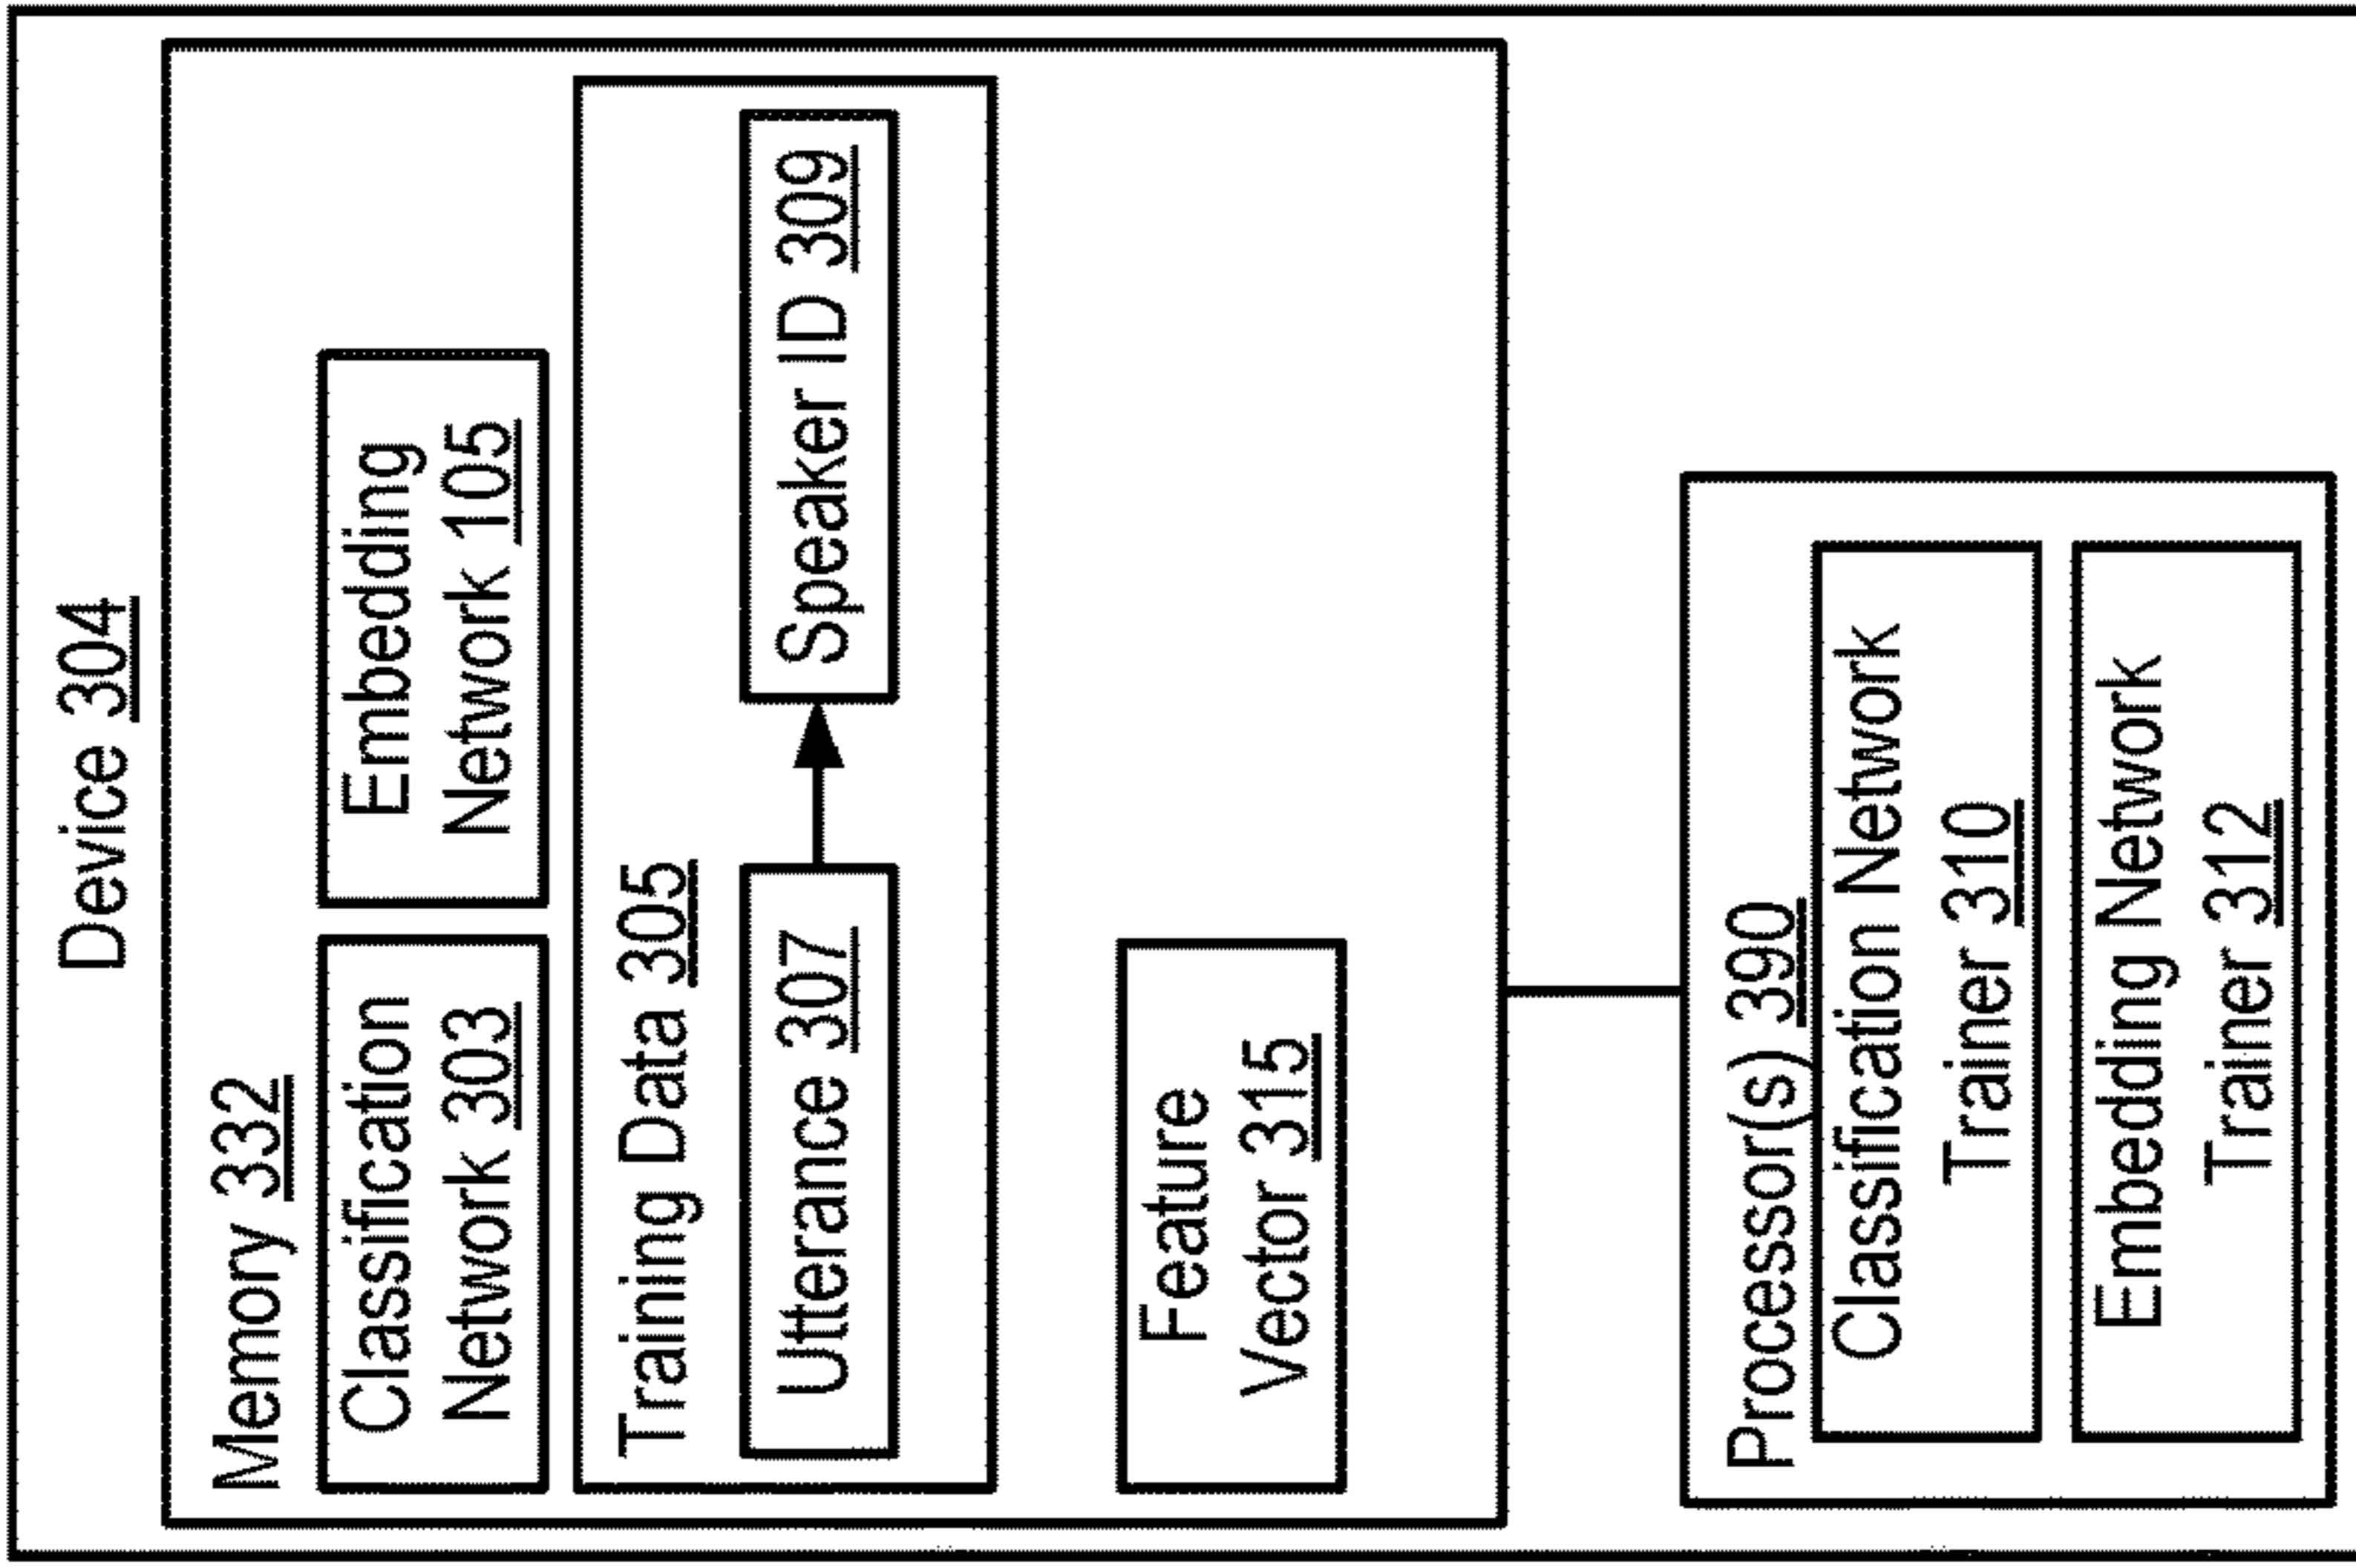 Device 304
Memory 332
Classification
Network 303
Embedding
Network 105
Training Data 305
Utterance 307
Speaker ID 309
Feature
Vector 315
Processor(s) 390
Classification Network
Trainer 310
Embedding Network
Trainer 312